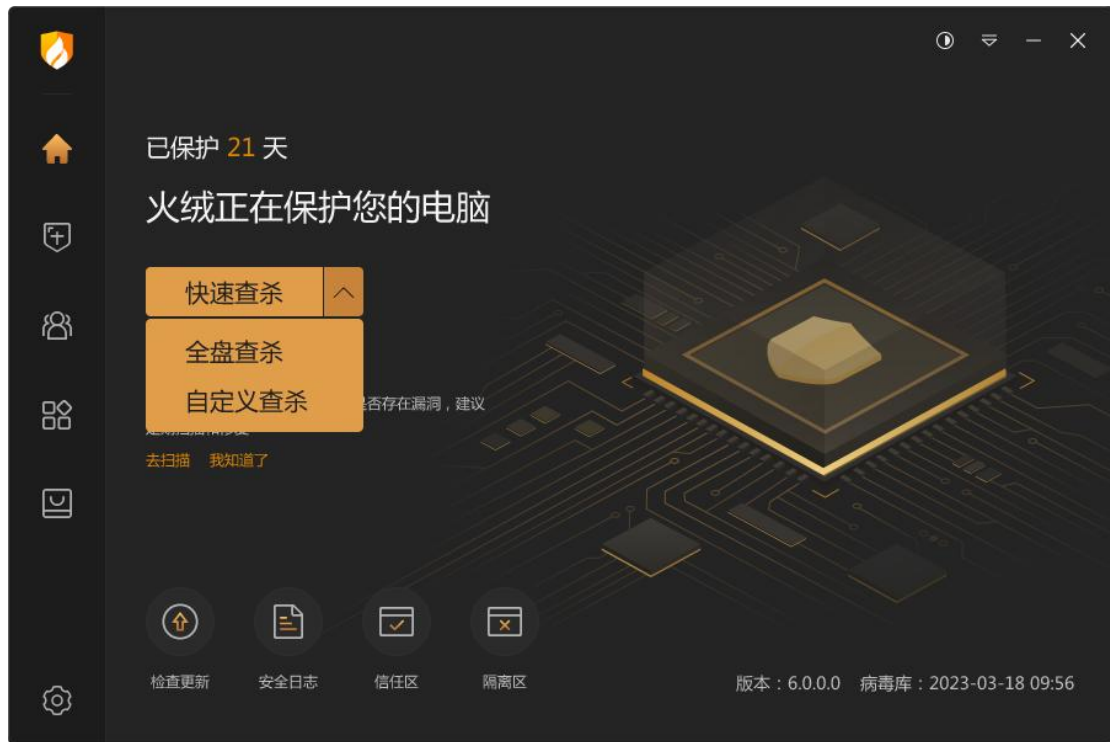 已保护 21 天
火绒正在保护您的电脑
快速查杀
全盘查杀
自定义查杀
是否存在漏洞，建议
去扫描 我知道了
检查更新 安全日志 信任区 隔离区
版本：6.0.0.0 病毒库：2023-03-18 09:56